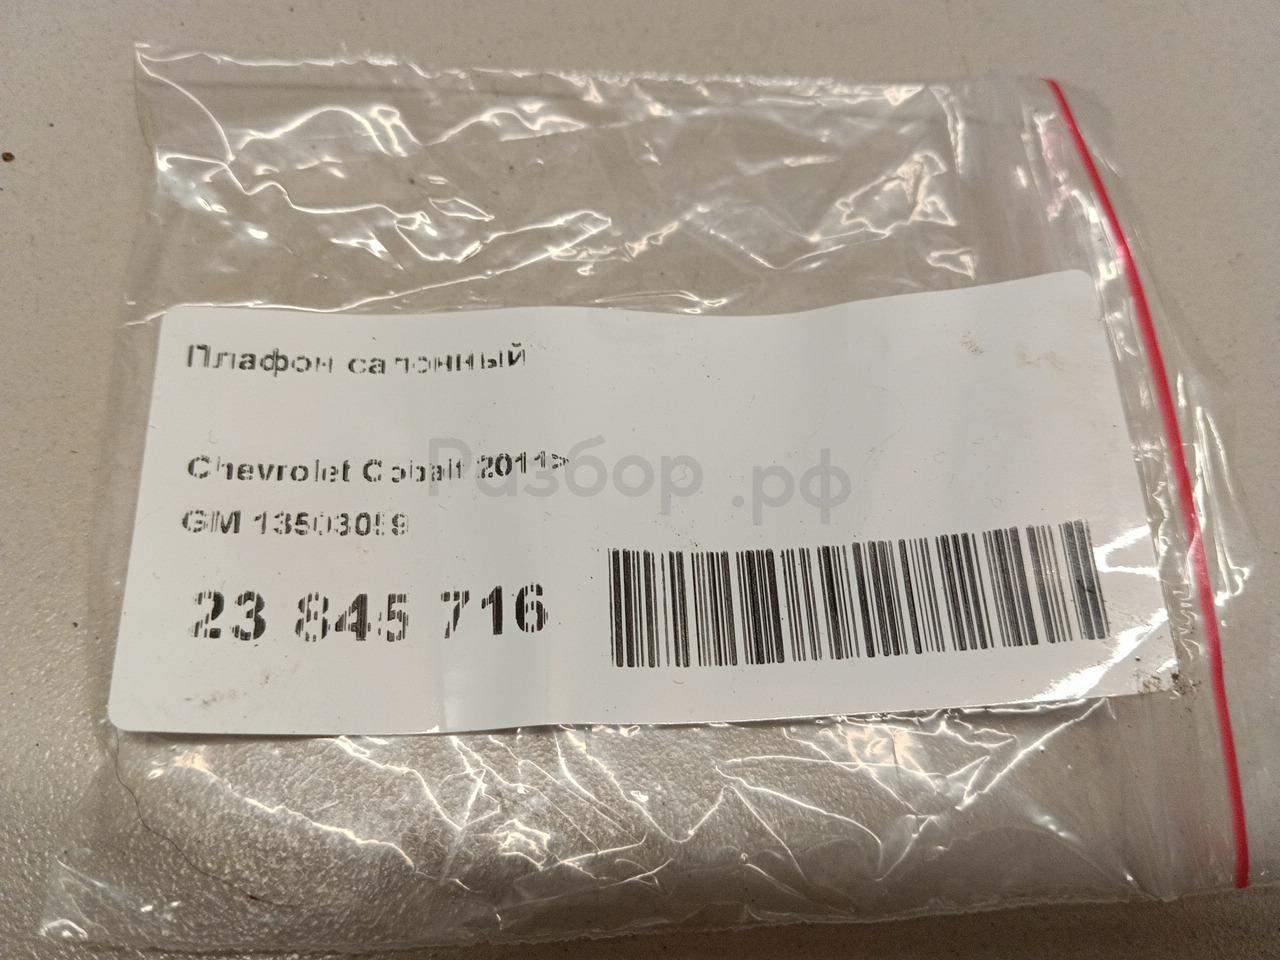 Плафон салонный
Chevrolet Cobalt 2011>
Разбор.рф
GM 13503059
23 845 716